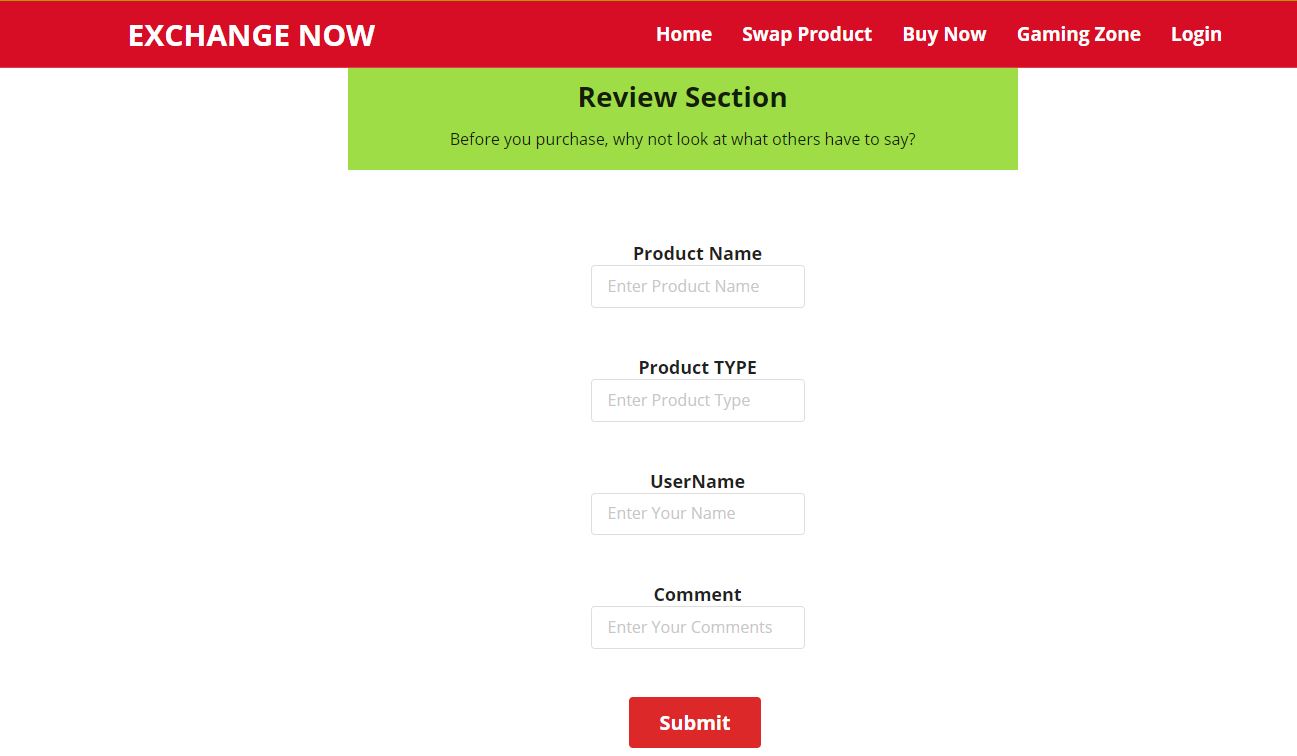 EXCHANGE NOW
Home Swap Product Buy Now Gaming Zone Login
Review Section
Before you purchase, why not look at what others have to say?
Product Name
Enter Product Name
Product TYPE
Enter Product Type
UserName
Enter Your Name
Comment
Enter Your Comments
Submit